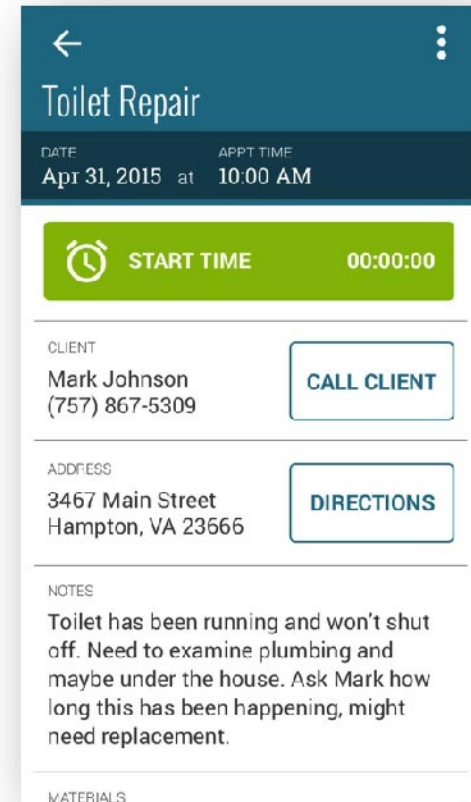 Toilet Repair
DATE APPT TIME
Apr 31, 2015 at 10:00 AM
START TIME 00:00:00
CLIENT
Mark Johnson
(757) 867-5309
CALL CLIENT
ADDRESS
3467 Main Street
Hampton, VA 23666
DIRECTIONS
NOTES
Toilet has been running and won't shut
off. Need to examine plumbing and
maybe under the house. Ask Mark how
long this has been happening, might
need replacement.
MATERIALS